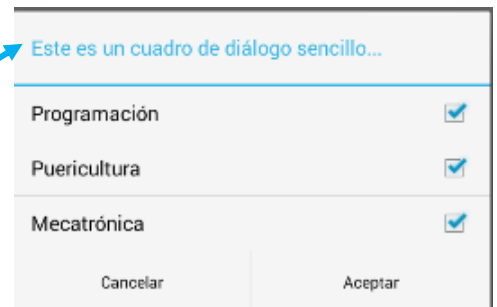 Este es un cuadro de diálogo sencillo...
Programación
Puericultura
Mecatrónica
Cancelar Aceptar